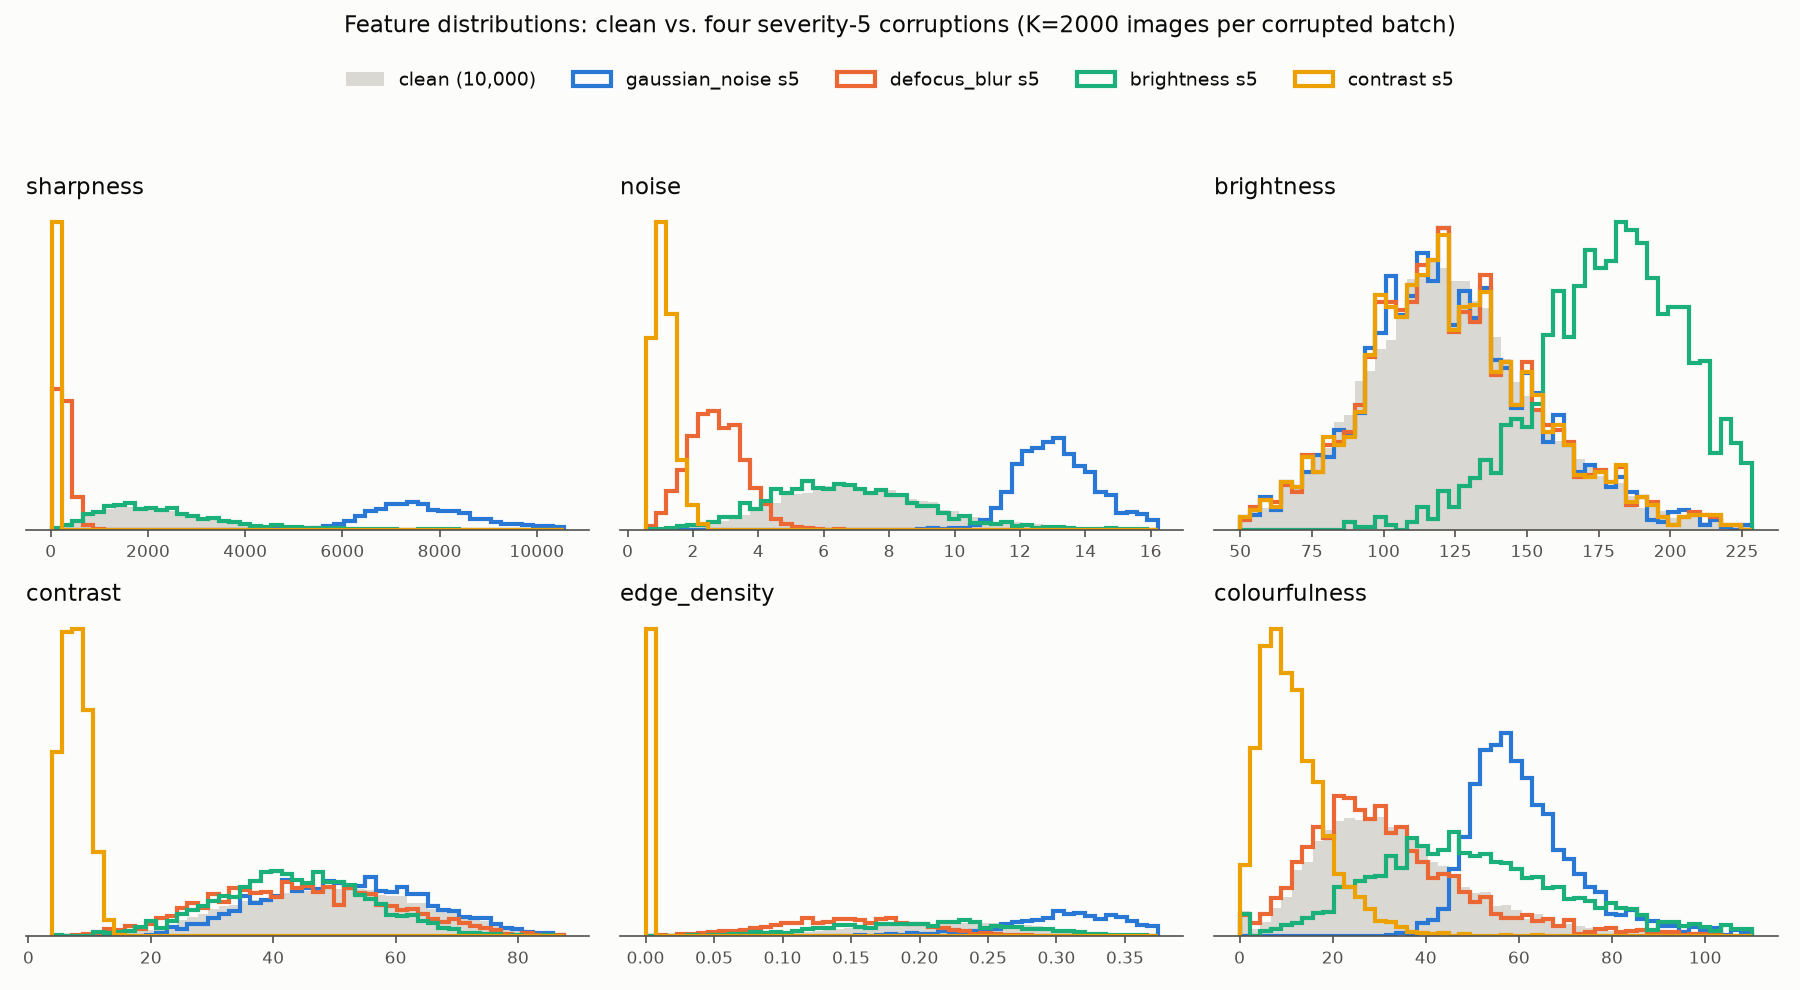 Feature distributions: clean vs. four severity-5 corruptions (K=2000 images per corrupted batch)
clean (10,000) gaussian_noise s5 defocus_blur s5 brightness s5 contrast s5
sharpness noise brightness
0 2000 4000 6000 8000 10000 0 2 4 6 8 10 12 14 16 50 75 100 125 150 175 200 225
contrast edge_density colourfulness
0 20 40 60 80 0.00 0.05 0.10 0.15 0.20 0.25 0.30 0.35 0 20 40 60 80 100